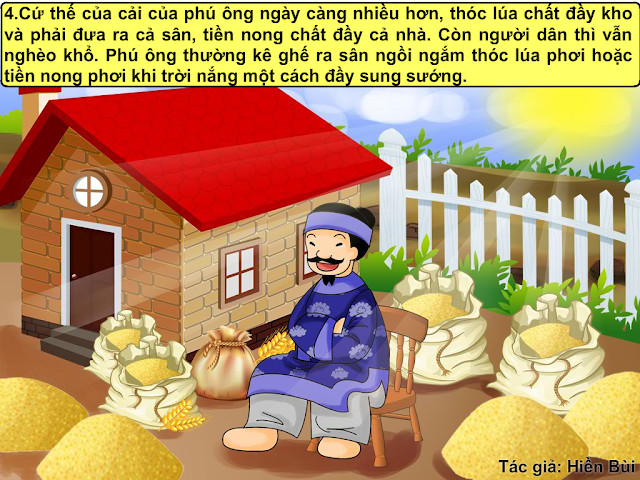 4.Cứ thế của cải của phú ông ngày càng nhiều hơn, thóc lúa chất đầy kho
và phải đưa ra cả sân, tiền nong chất đầy cả nhà. Còn người dân thì vẫn
nghèo khổ. Phú ông thường kê ghế ra sân ngồi ngắm thóc lúa phơi hoặc
tiền nong phơi khi trời nắng một cách đầy sung sướng.
Tác giả: Hiền Bùi